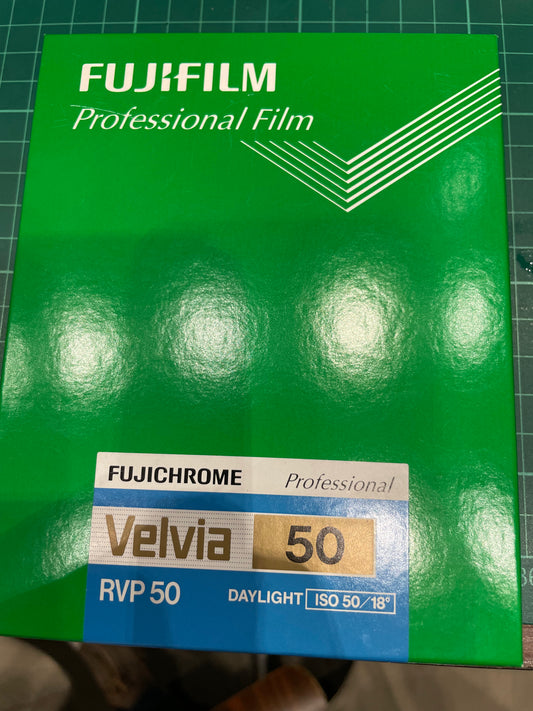 FUJIFILM
Professional Film
FUJICHROME Professional
Velvia 50
RVP 50 DAYLIGHT ISO 50/18°